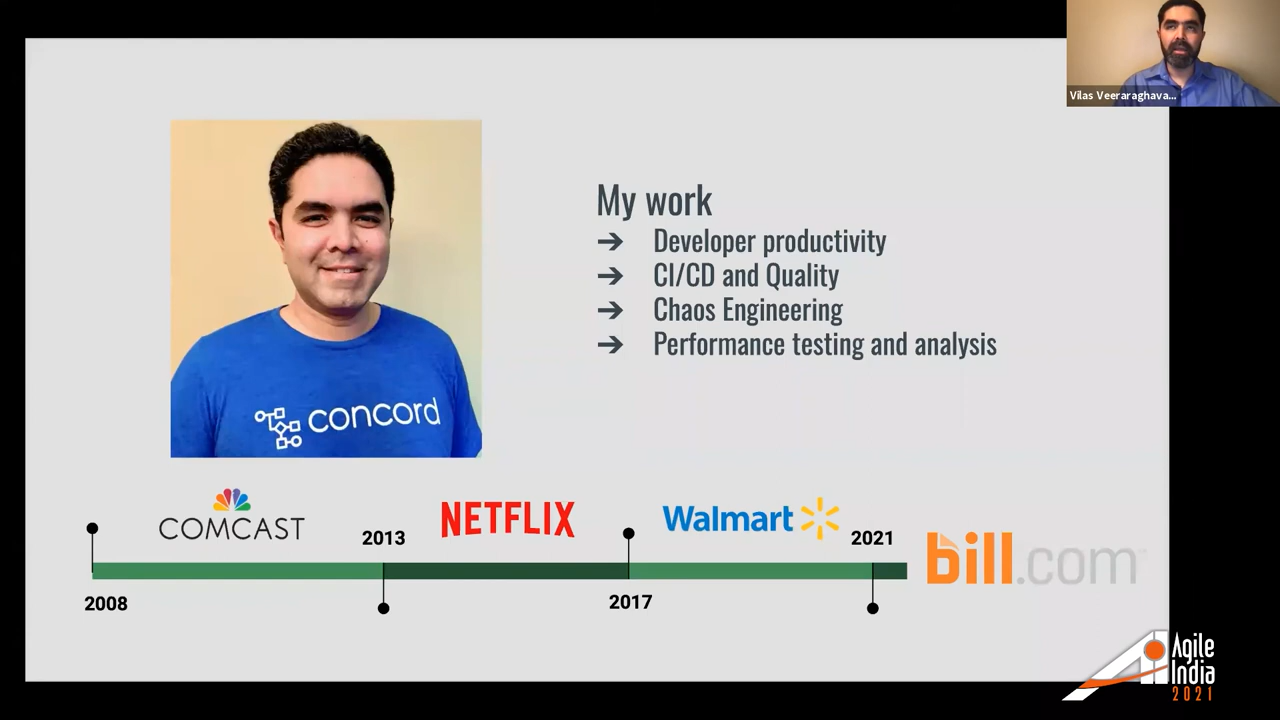 Vilas Veeraraghava...
My work
➔ Developer productivity
➔ CI/CD and Quality
➔ Chaos Engineering
➔ Performance testing and analysis
concord
COMCAST
2013
NETFLIX
Walmart
2021
bill.com
2008
2017
Agile
India
2021